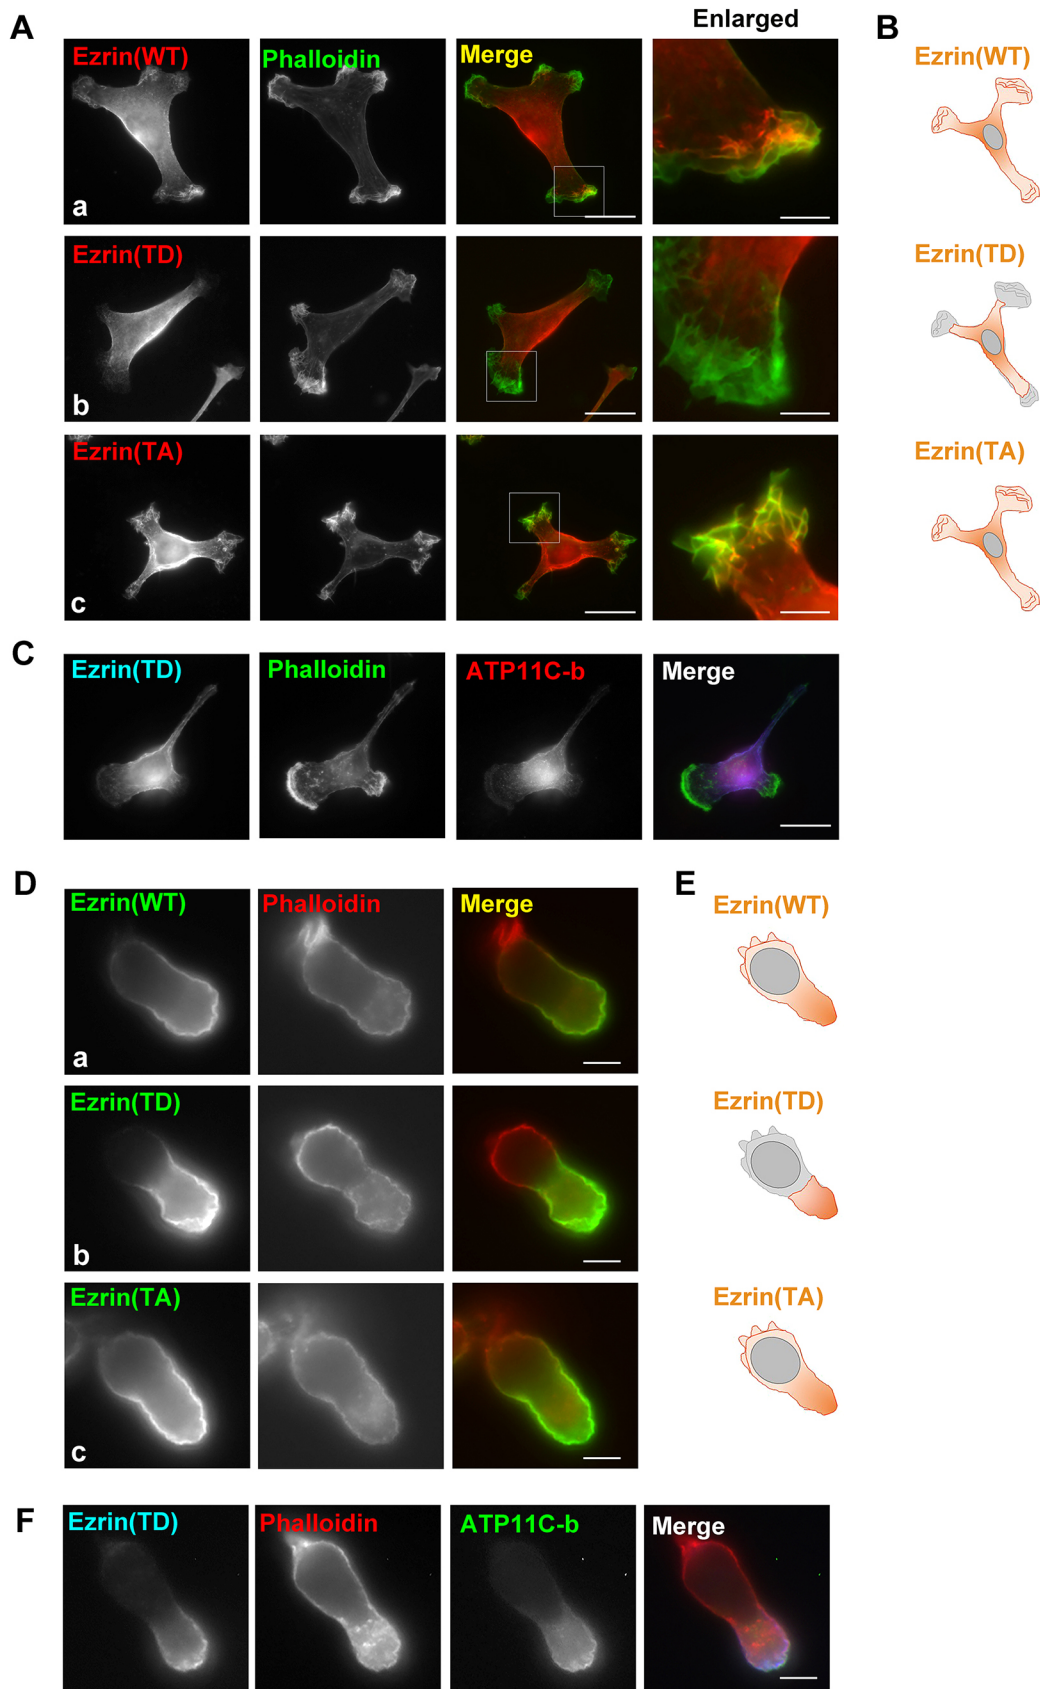 A
Enlarged
B
Ezrin(WT)
Phalloidin
Merge
Ezrin(WT)
a
Ezrin(TD)
Ezrin(TD)
b
Ezrin(TA)
Ezrin(TA)
c
C
Ezrin(TD)
Phalloidin
ATP11C-b
Merge
D
E
Ezrin(WT)
Phalloidin
Merge
Ezrin(WT)
a
Ezrin(TD)
Ezrin(TD)
b
Ezrin(TA)
Ezrin(TA)
c
F
Ezrin(TD)
Phalloidin
ATP11C-b
Merge